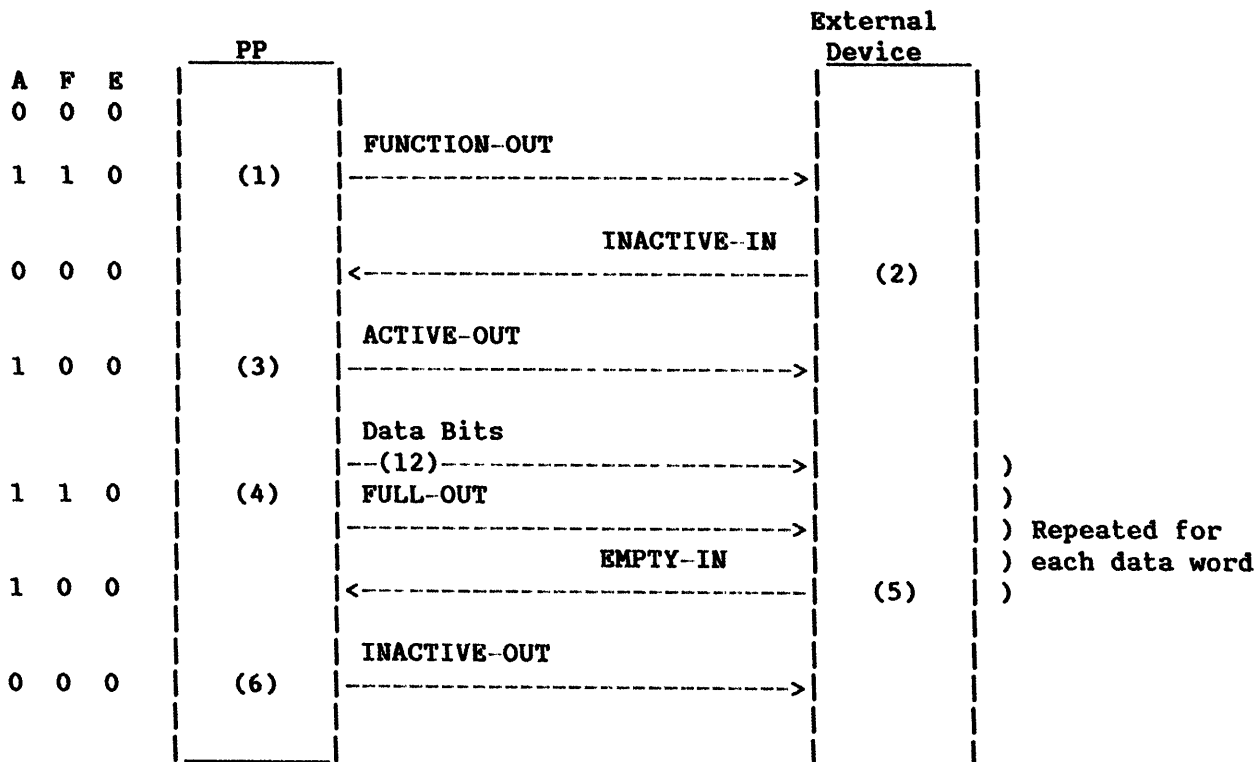 External
PP Device
A F E
0 0 0
FUNCTION-OUT
1 1 0 (1)
INACTIVE-IN
0 0 0 (2)
ACTIVE-OUT
1 0 0 (3)
Data Bits
(12) )
1 1 0 (4) FULL-OUT )
) Repeated for
EMPTY-IN ) each data word
1 0 0 (5) )
INACTIVE-OUT
0 0 0 (6)